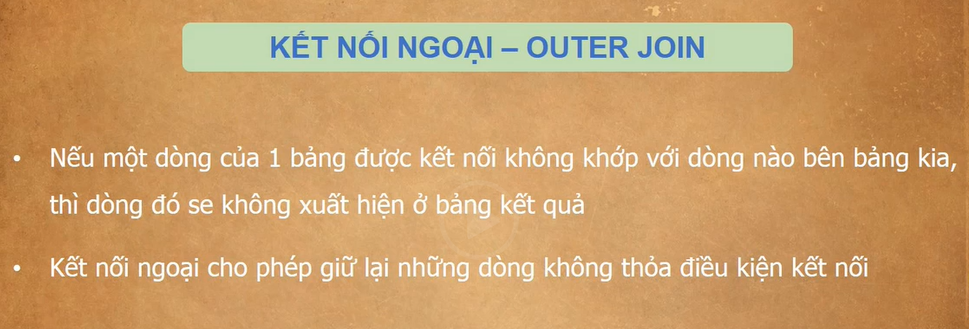 KẾT NỐI NGOẠI – OUTER JOIN
• Nếu một dòng của 1 bảng được kết nối không khớp với dòng nào bên bảng kia,
thì dòng đó se không xuất hiện ở bảng kết quả
• Kết nối ngoại cho phép giữ lại những dòng không thỏa điều kiện kết nối